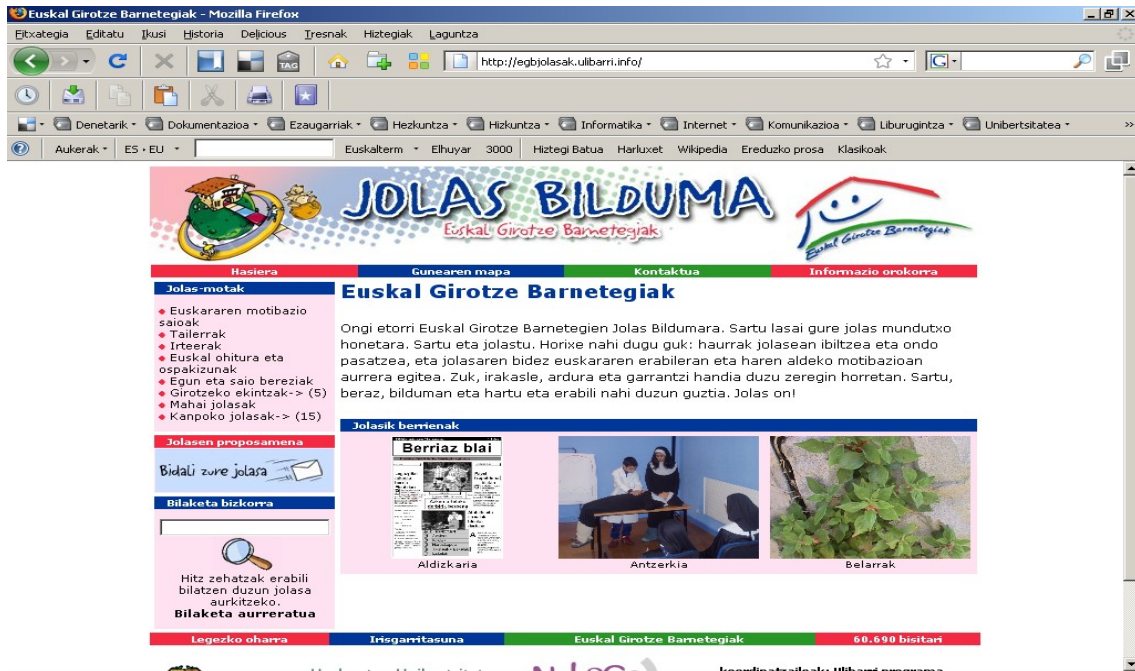 Euskal Girotze Barnetegiak - Mozilla Firefox
Fitxategia Editatu Ikusi Historia Delicious Tresnak Hiztegiak Laguntza
TAG http://egbjolasak.ulibarri.info/ G
Denetarik Dokumentazioa Ezaugarriak Hezkuntza Hizkuntza Informatika Internet Komunikazioa Liburugintza Unibertsitatea »
Aukerak ES › EU Euskalterm Elhuyar 3000 Hiztegi Batua Harluxet Wikipedia Ereduzko prosa Klasikoak
JOLAS BILDUMA
Euskal Girotze Barnetegiak
Euskal Girotze Barnetegiak
Hasiera Gunearen mapa Kontaktua Informazio orokorra
Jolas-motak
Euskararen motibazio
saioak
Tailerrak
Irteerak
Euskal ohitura eta
ospakizunak
Egun eta saio bereziak
Girotzeko ekintzak-> (5)
Mahai jolasak
Kanpoko jolasak-> (15)
Jolasen proposamena
Bidali zure jolasa
Bilaketa bizkorra
Hitz zehatzak erabili
bilatzen duzun jolasa
aurkitzeko.
Bilaketa aurreratua
Euskal Girotze Barnetegiak
Ongi etorri Euskal Girotze Barnetegien Jolas Bildumara. Sartu lasai gure jolas mundutxo
honetara. Sartu eta jolastu. Horixe nahi dugu guk: haurrak jolasean ibiltzea eta ondo
pasatzea, eta jolasaren bidez euskararen erabileran eta haren aldeko motibazioan
aurrera egitea. Zuk, irakasle, ardura eta garrantzi handia duzu zeregin horretan. Sartu,
beraz, bilduman eta hartu eta erabili nahi duzun guztia. Jolas on!
Jolasik berrienak
Berriaz blai
Aldizkaria Antzerkia Belarrak
Legezko oharra Irisgarritasuna Euskal Girotze Barnetegiak 60.690 bisitari
koordinatzaileak: Ulibarri programa